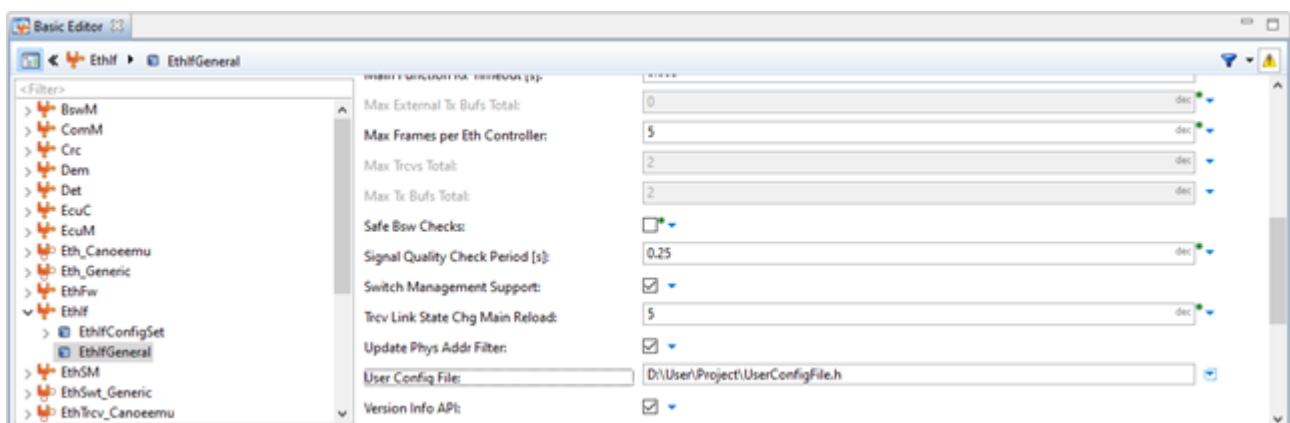 Basic Editor
EthIf EthIfGeneral
<Filter>
BswM
ComM
Crc
Dem
Det
EcuC
EcuM
Eth_Canoeemu
Eth_Generic
EthFw
EthIf
EthIfConfigSet
EthIfGeneral
EthSM
EthSwt_Generic
EthTrcv_Canoeemu
Main Function Rx Timeout [s]:
Max External Tx Bufs Total: 0 dec
Max Frames per Eth Controller: 5 dec
Max Trcvs Total: 2 dec
Max Tx Bufs Total: 2 dec
Safe Bsw Checks:
Signal Quality Check Period [s]: 0.25 dec
Switch Management Support:
Trcv Link State Chg Main Reload: 5 dec
Update Phys Addr Filter:
User Config File: D:\User\Project\UserConfigFile.h
Version Info API: